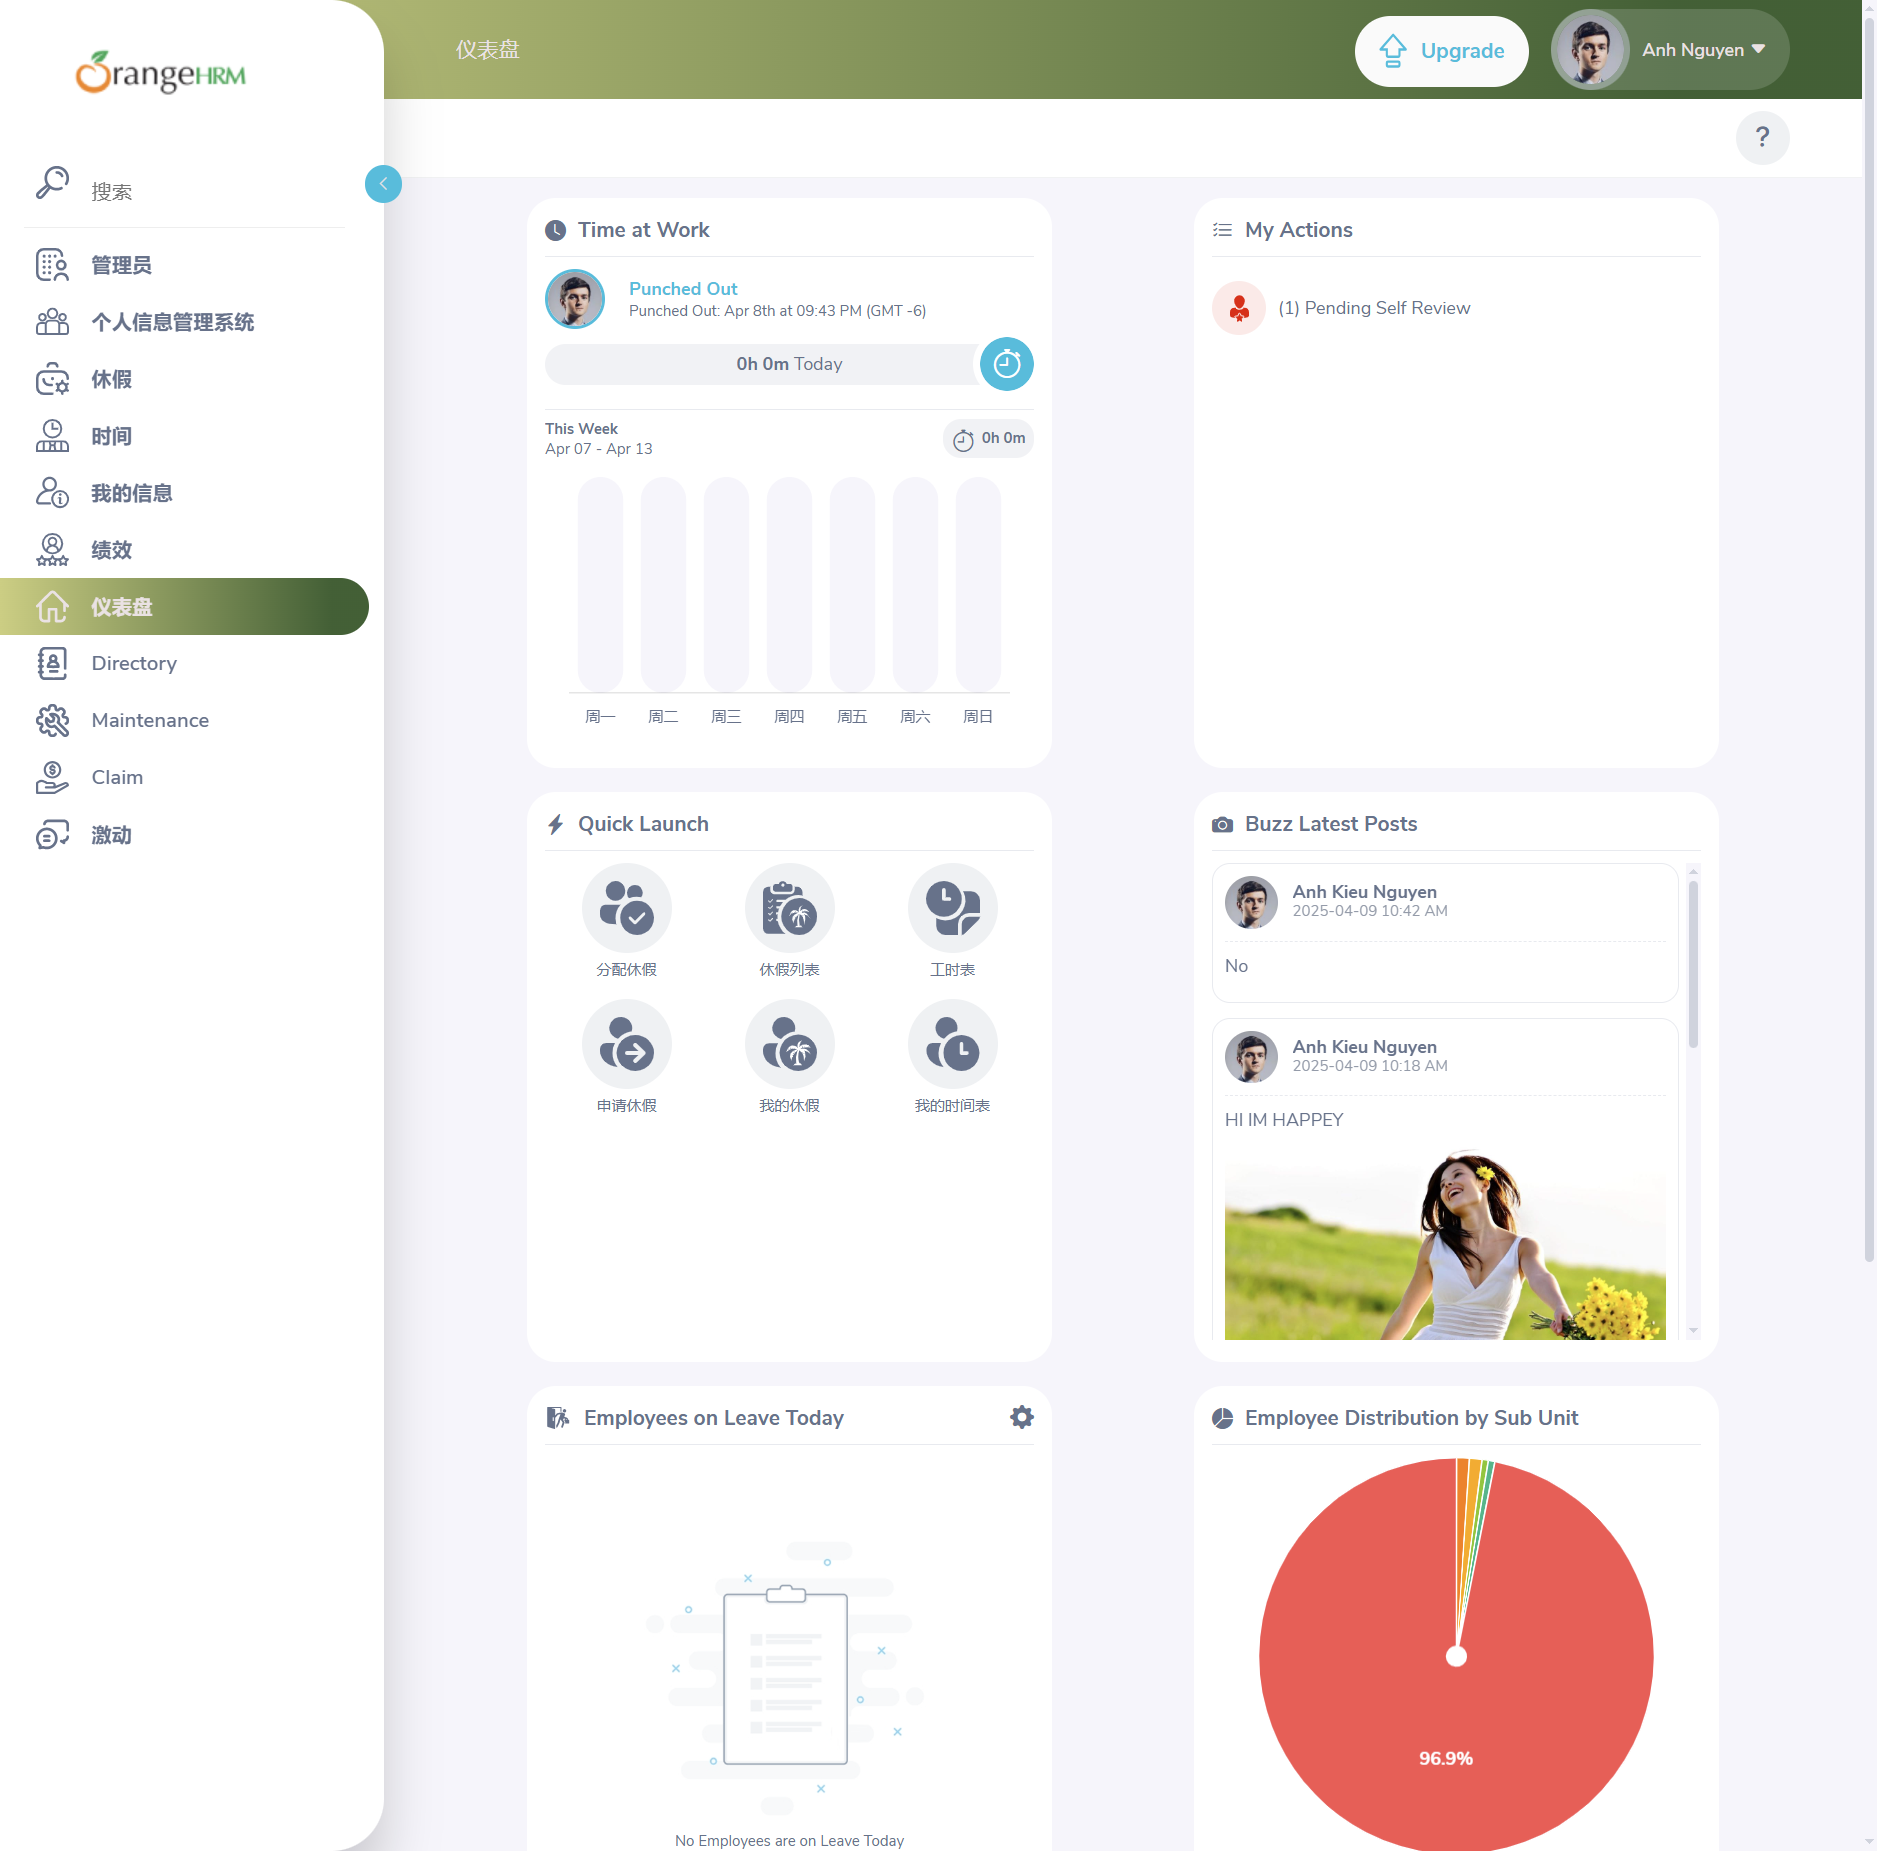 OrangeHRM
搜索
管理员
个人信息管理系统
休假
时间
我的信息
绩效
仪表盘
Directory
Maintenance
Claim
激动
仪表盘
Upgrade
Anh Nguyen
?
Time at Work
Punched Out
Punched Out: Apr 8th at 09:43 PM (GMT -6)
0h 0m Today
This Week
Apr 07 - Apr 13
0h 0m
周一 周二 周三 周四 周五 周六 周日
My Actions
(1) Pending Self Review
Quick Launch
分配休假 休假列表 工时表
申请休假 我的休假 我的时间表
Buzz Latest Posts
Anh Kieu Nguyen
2025-04-09 10:42 AM
No
Anh Kieu Nguyen
2025-04-09 10:18 AM
HI IM HAPPEY
Employees on Leave Today
No Employees are on Leave Today
Employee Distribution by Sub Unit
96.9%